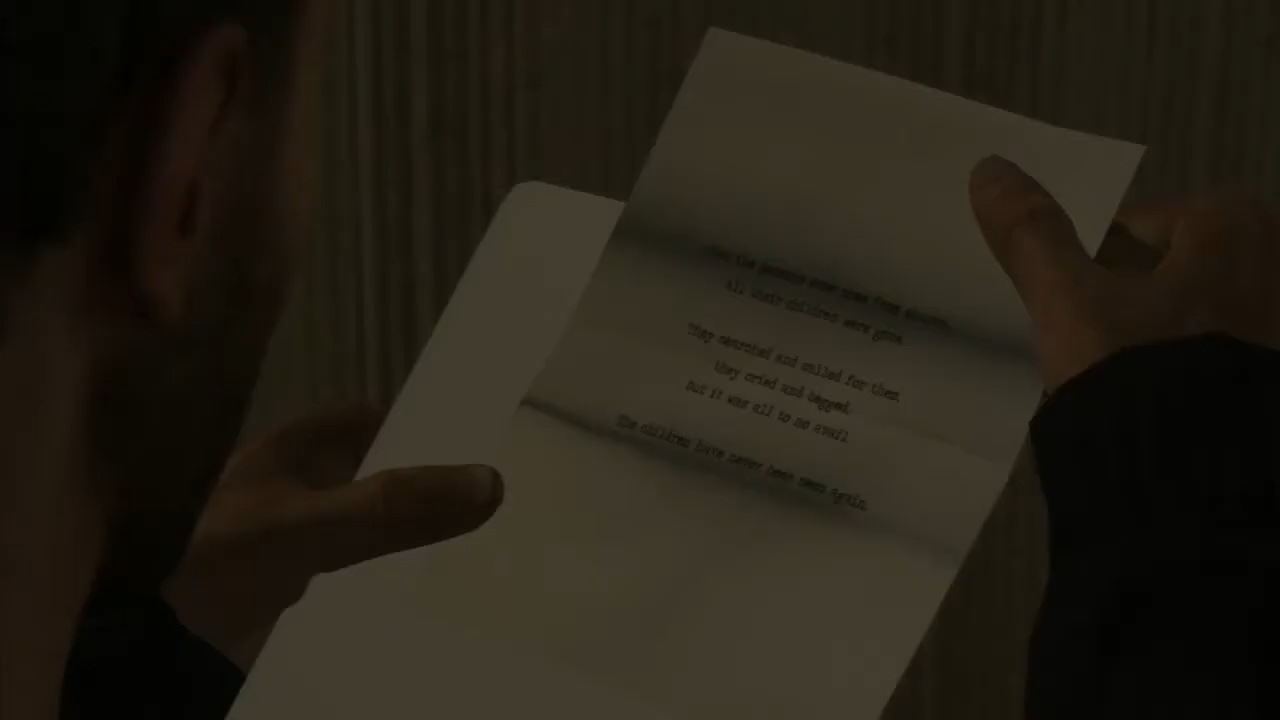 When the parents came home from church,
All their children were gone.
They searched and called for them,
they cried and begged,
but it was all to no avail.
The children have never been seen again.